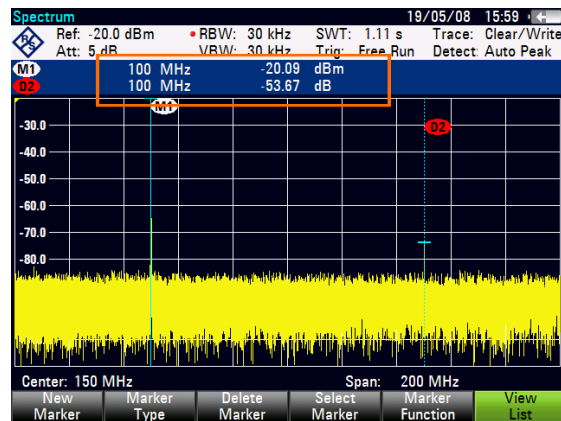 Spectrum 19/05/08 15:59
Ref: -20.0 dBm RBW: 30 kHz SWT: 1.11 s Trace: Clear/Write
Att: 5 dB VBW: 30 kHz Trig: Free Run Detect: Auto Peak
M1 100 MHz -20.09 dBm
D2 100 MHz -53.67 dB
M1
-30.0
D2
-40.0
-50.0
-60.0
-70.0
-80.0
Center: 150 MHz Span: 200 MHz
New Marker Delete Select Marker View
Marker Type Marker Marker Function List